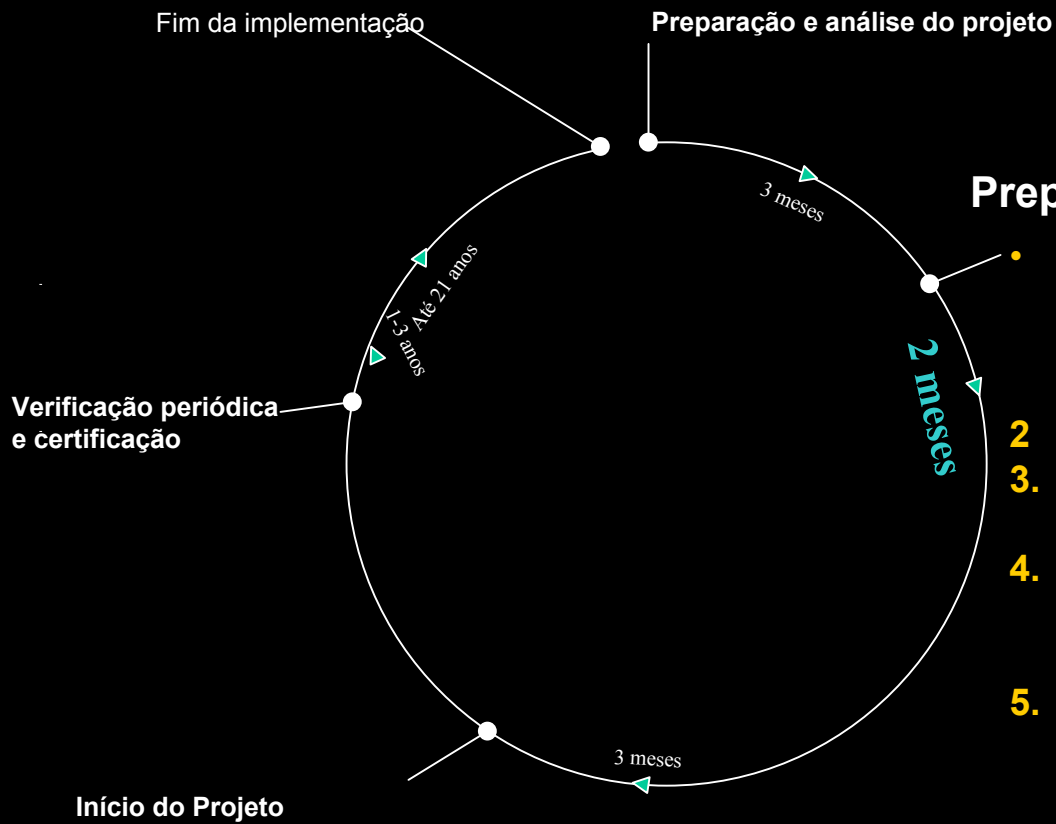 Fim da implementação
Preparação e análise do projeto
3 meses
Prep
•
Até 21 anos
1-3 anos
2 meses
Verificação periódica
e certificação
2
3.
4.
5.
3 meses
Início do Projeto